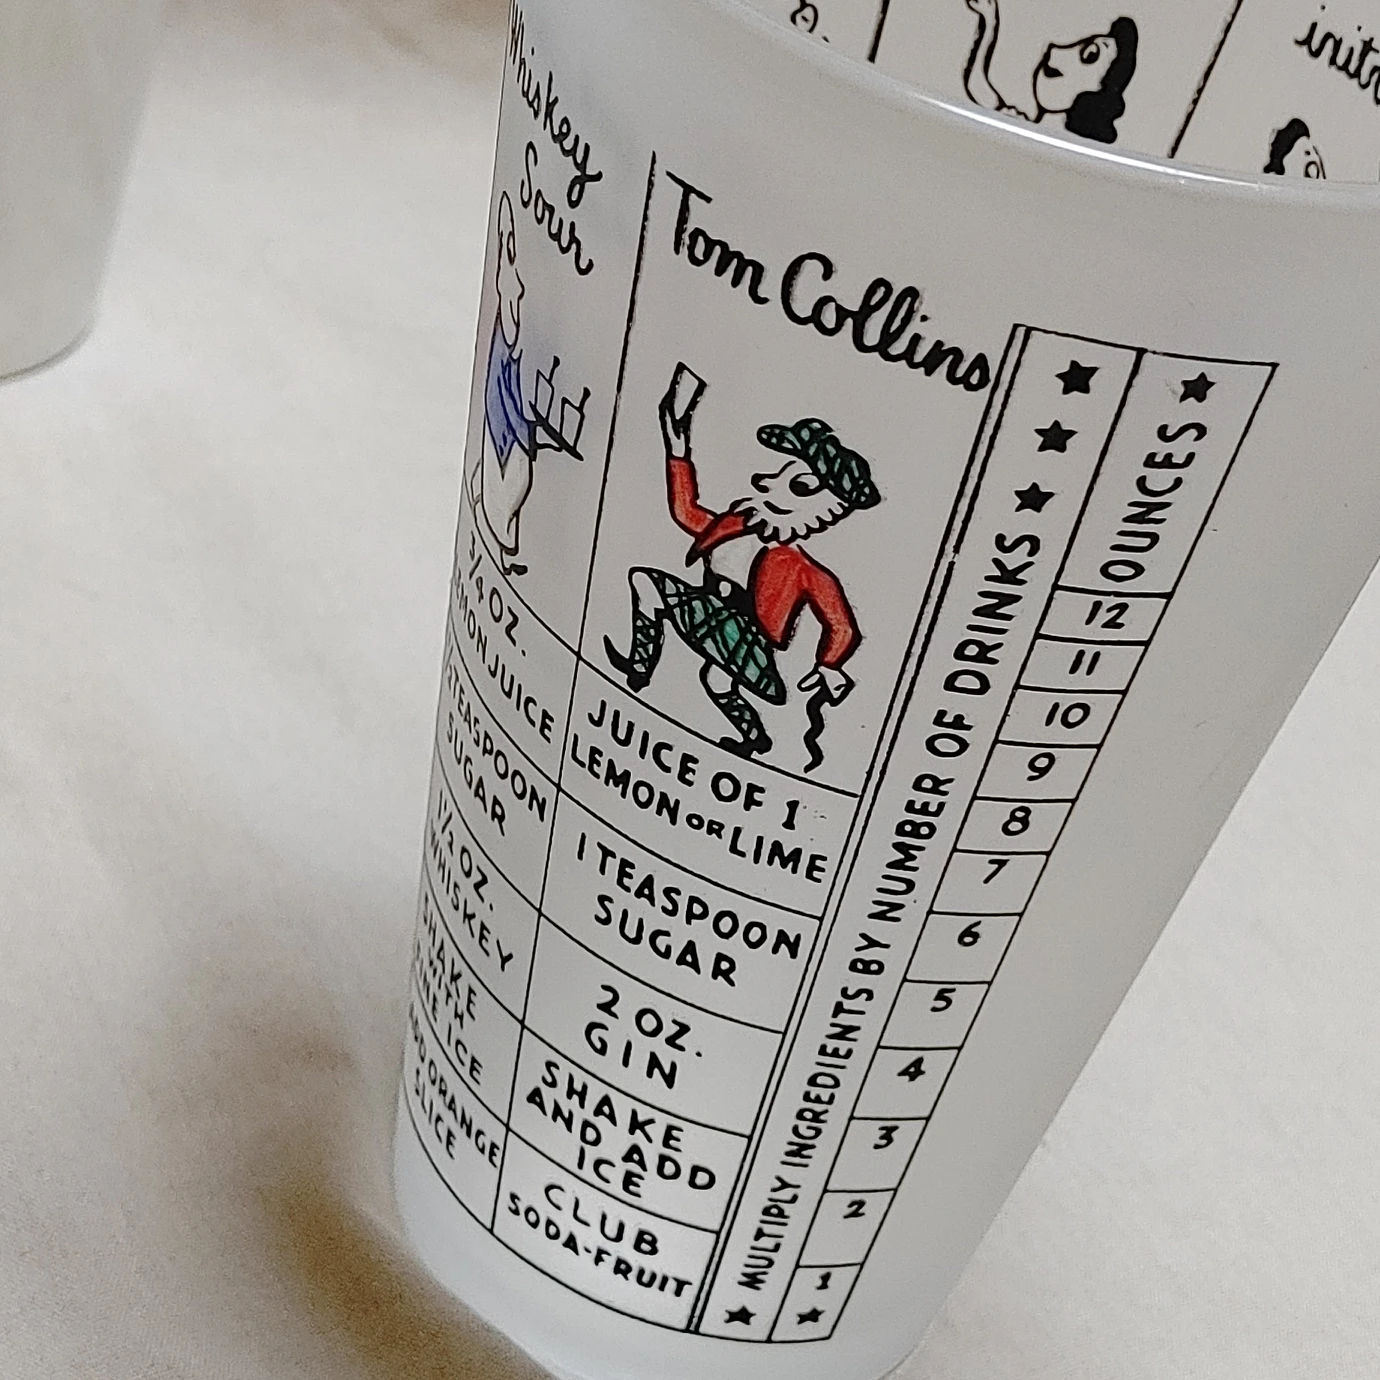 Whiskey
Sour
3/4 OZ.
LEMON JUICE
TEASPOON
SUGAR
1 1/2 OZ.
WHISKEY
SHAKE
WITH
ICE
ADD ORANGE
SLICE
Tom Collins
JUICE OF 1
LEMON OR LIME
1 TEASPOON
SUGAR
2 OZ.
GIN
SHAKE
AND ADD
ICE
CLUB
SODA-FRUIT
★ MULTIPLY INGREDIENTS BY NUMBER OF DRINKS ★ ★ ★
★ OUNCES ★
12
11
10
9
8
7
6
5
4
3
2
1